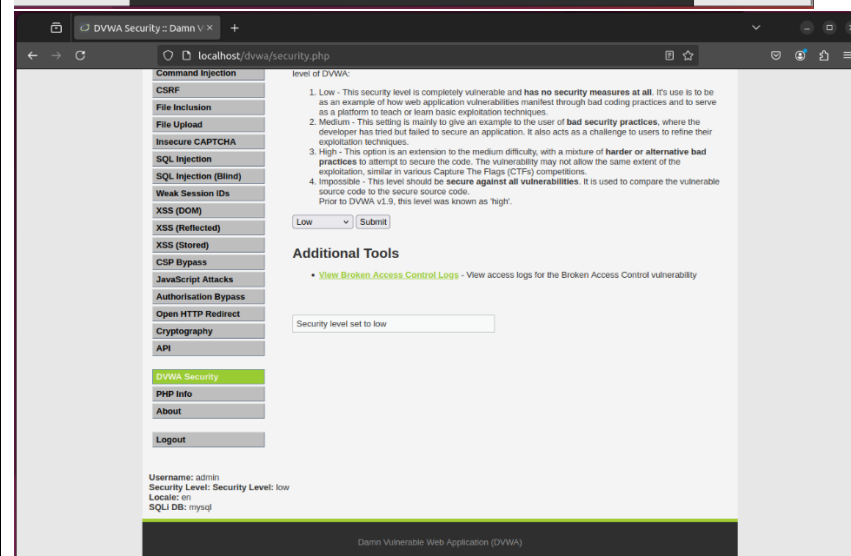 DVWA Security :: Damn V
localhost/dvwa/security.php
Command Injection
CSRF
File Inclusion
File Upload
Insecure CAPTCHA
SQL Injection
SQL Injection (Blind)
Weak Session IDs
XSS (DOM)
XSS (Reflected)
XSS (Stored)
CSP Bypass
JavaScript Attacks
Authorisation Bypass
Open HTTP Redirect
Cryptography
API
DVWA Security
PHP Info
About
Logout
level of DVWA:
1. Low - This security level is completely vulnerable and has no security measures at all. It's use is to be
as an example of how web application vulnerabilities manifest through bad coding practices and to serve
as a platform to teach or learn basic exploitation techniques.
2. Medium - This setting is mainly to give an example to the user of bad security practices, where the
developer has tried but failed to secure an application. It also acts as a challenge to users to refine their
exploitation techniques.
3. High - This option is an extension to the medium difficulty, with a mixture of harder or alternative bad
practices to attempt to secure the code. The vulnerability may not allow the same extent of the
exploitation, similar in various Capture The Flags (CTFs) competitions.
4. Impossible - This level should be secure against all vulnerabilities. It is used to compare the vulnerable
source code to the secure source code.
Prior to DVWA v1.9, this level was known as 'high'.
Low Submit
Additional Tools
• View Broken Access Control Logs - View access logs for the Broken Access Control vulnerability
Security level set to low
Username: admin
Security Level: Security Level: low
Locale: en
SQLi DB: mysql
Damn Vulnerable Web Application (DVWA)